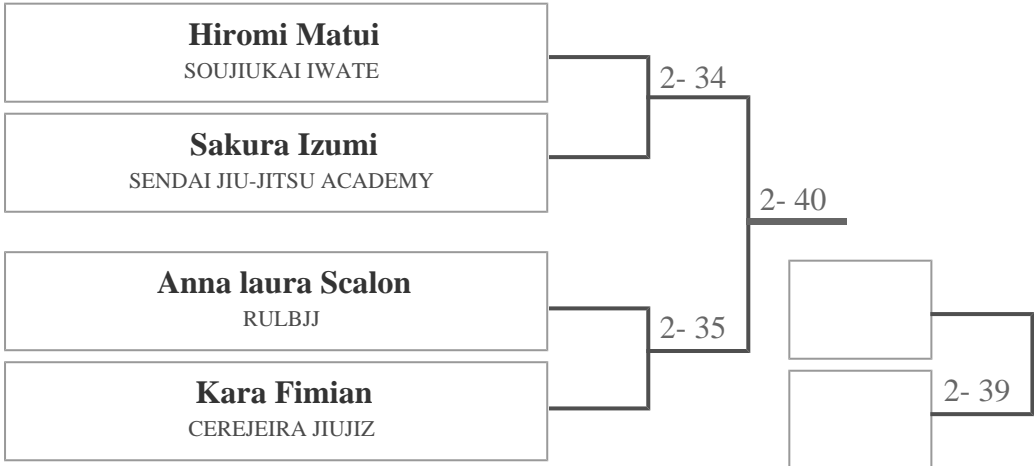 Hiromi Matui
SOUJIUKAI IWATE
2- 34
Sakura Izumi
SENDAI JIU-JITSU ACADEMY
2- 40
Anna laura Scalon
RULBJJ
2- 35
Kara Fimian
CEREJEIRA JIUJIZ
2- 39